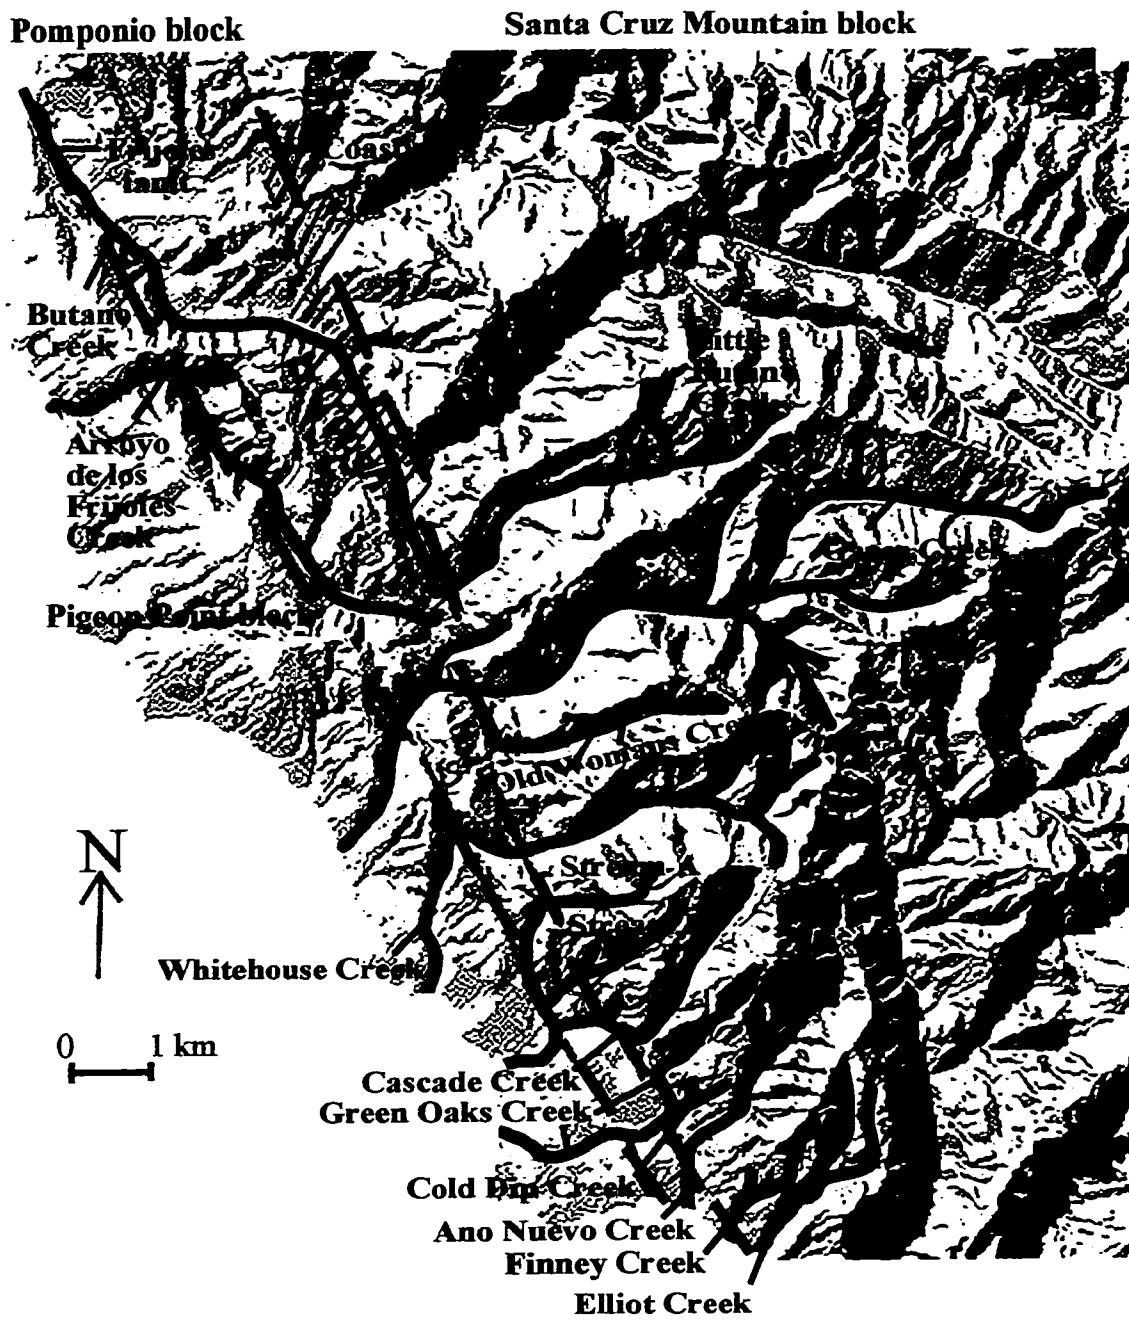 Pomponio block
Santa Cruz Mountain block
Butano
Creek
Arroyo
de los
Frijoles
Creek
Pigeon Point block
Old Womans
Stream A
N
Whitehouse Creek
0 1 km
Cascade Creek
Green Oaks Creek
Cold Dip Creek
Ano Nuevo Creek
Finney Creek
Elliot Creek